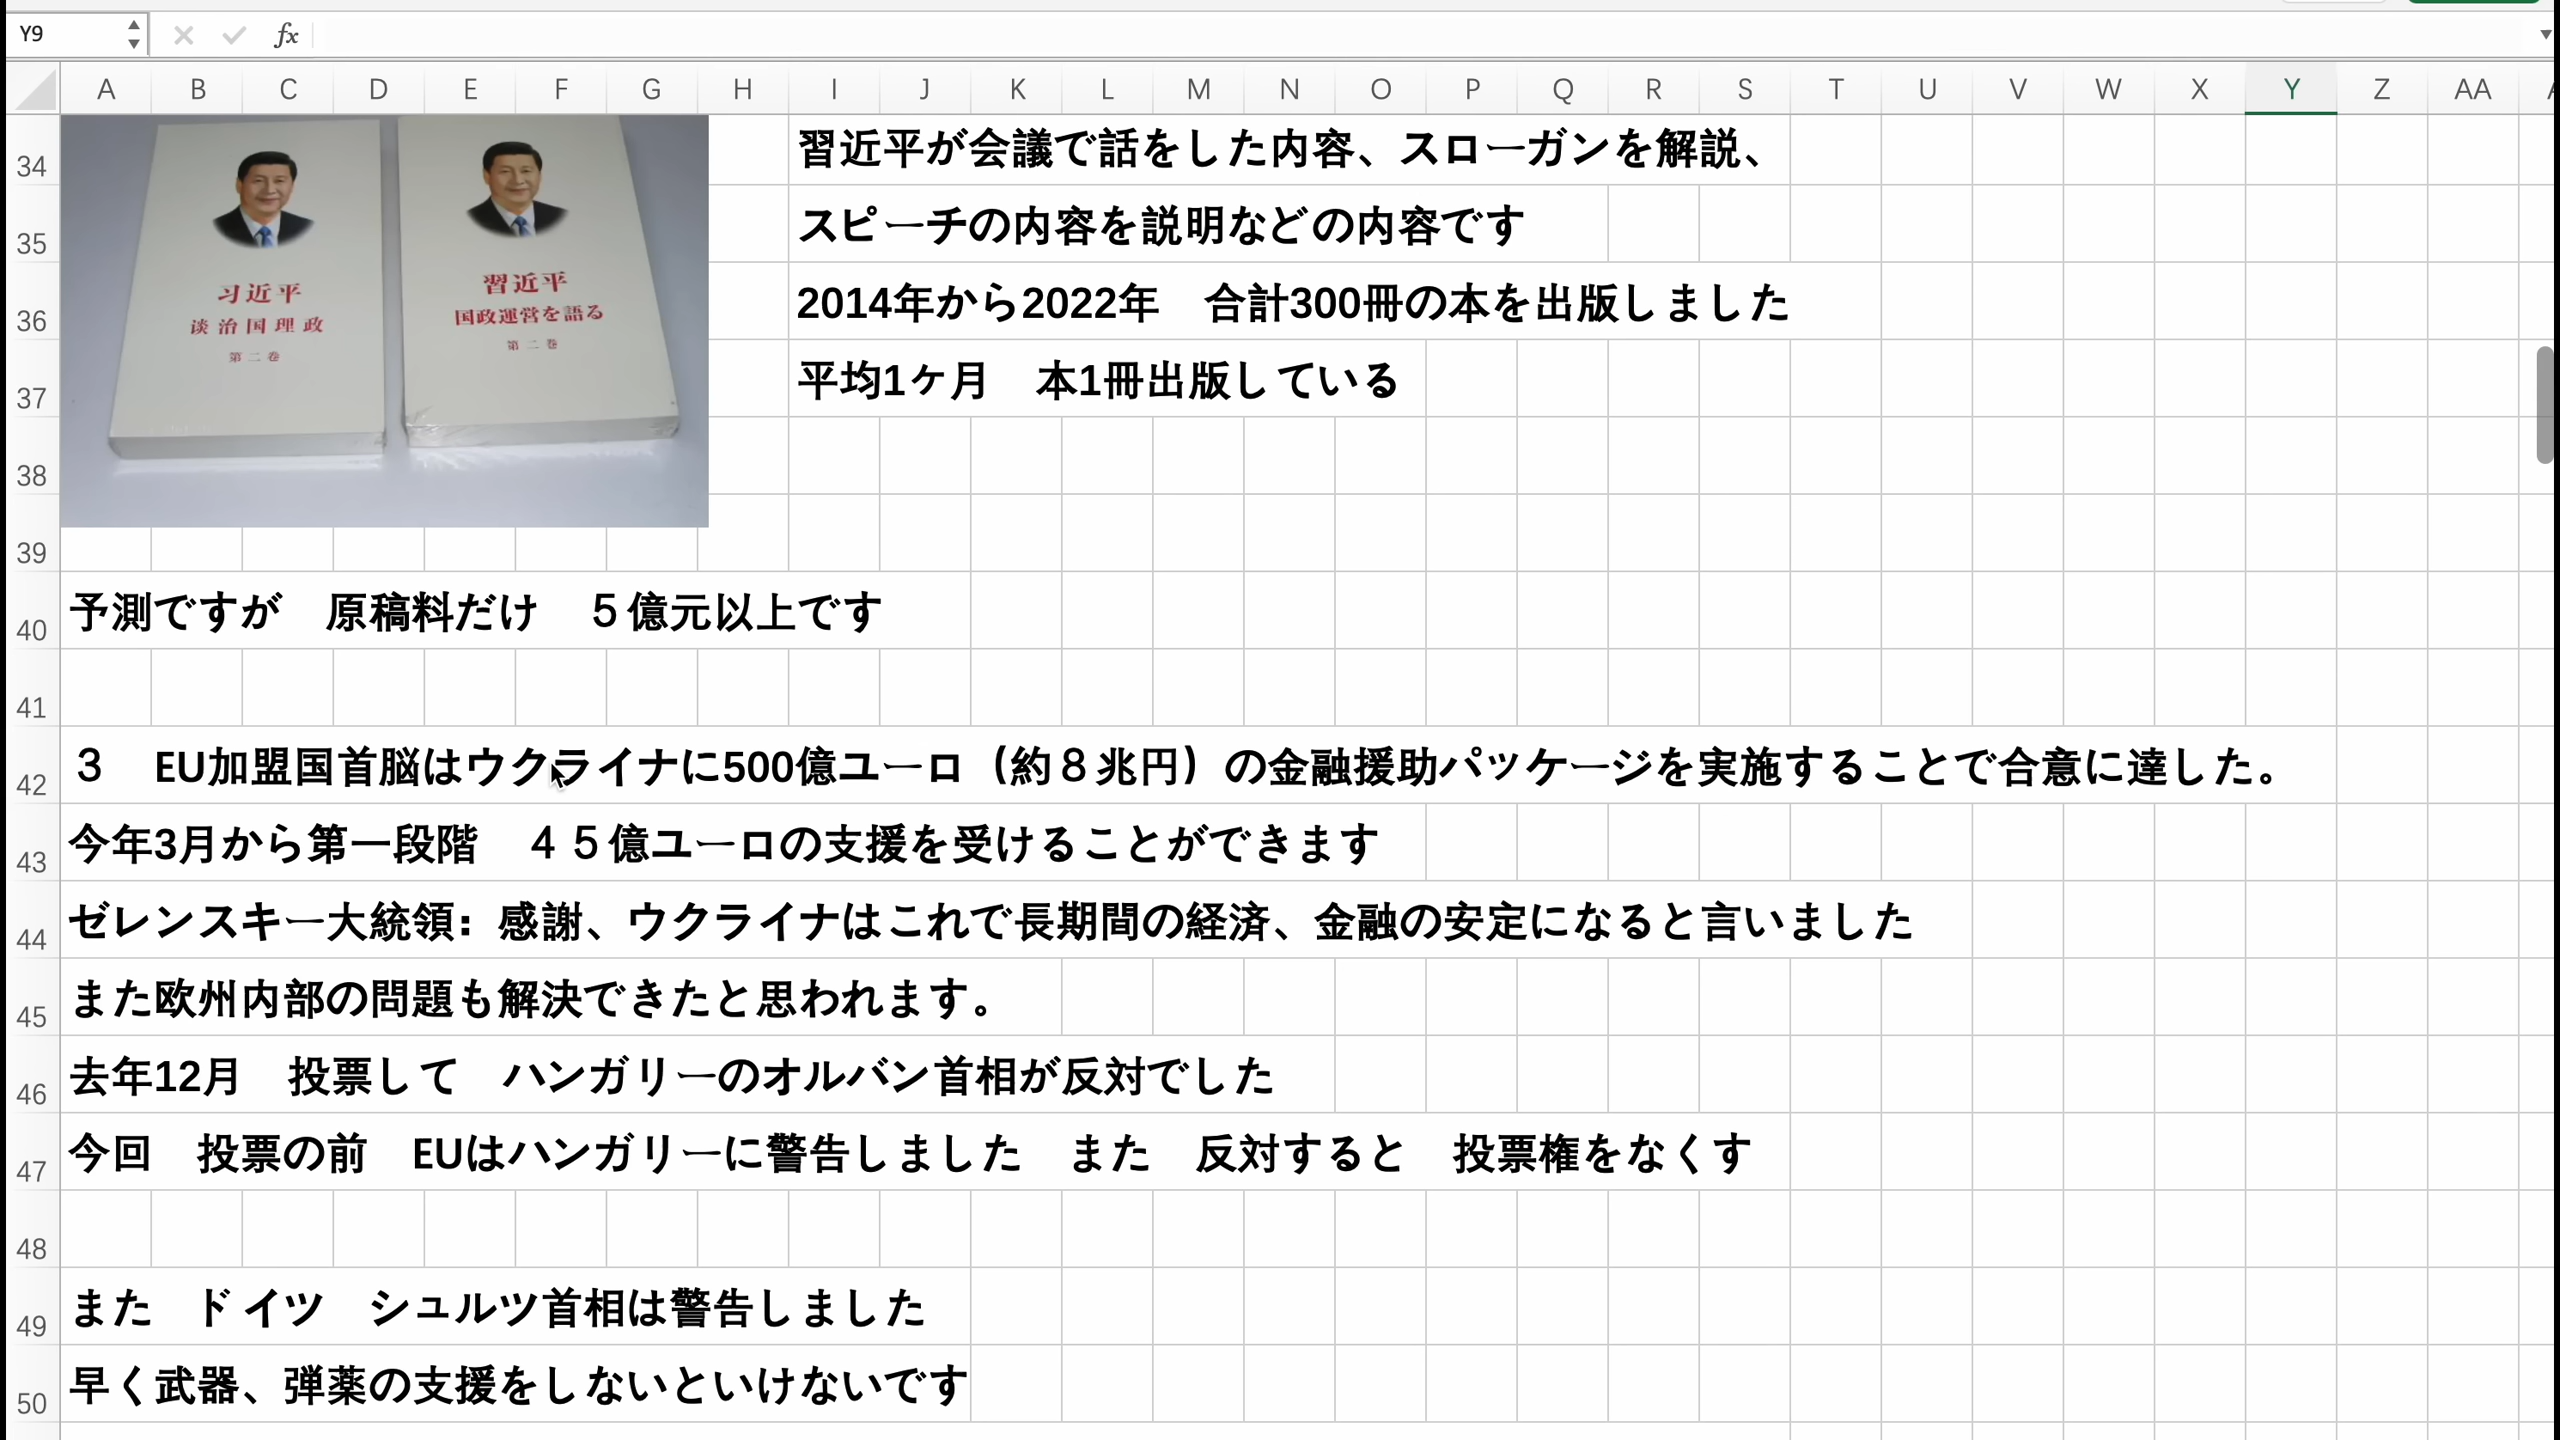 Y9
fx
A B C D E F G H I J K L M N O P Q R S T U V W X Y Z AA
34 習近平が会議で話をした内容、スローガンを解説、
35 スピーチの内容を説明などの内容です
36 2014年から2022年　合計300冊の本を出版しました
37 平均1ケ月　本1冊出版している
习近平
谈治国理政
第二卷
習近平
国政運営を語る
第二巻
38
39
40 予測ですが　原稿料だけ　５億元以上です
41
42 ３　EU加盟国首脳はウクライナに500億ユーロ（約８兆円）の金融援助パッケージを実施することで合意に達した。
43 今年3月から第一段階　４５億ユーロの支援を受けることができます
44 ゼレンスキー大統領：感謝、ウクライナはこれで長期間の経済、金融の安定になると言いました
45 また欧州内部の問題も解決できたと思われます。
46 去年12月　投票して　ハンガリーのオルバン首相が反対でした
47 今回　投票の前　EUはハンガリーに警告しました　また　反対すると　投票権をなくす
48
49 また　ドイツ　シュルツ首相は警告しました
50 早く武器、弾薬の支援をしないといけないです